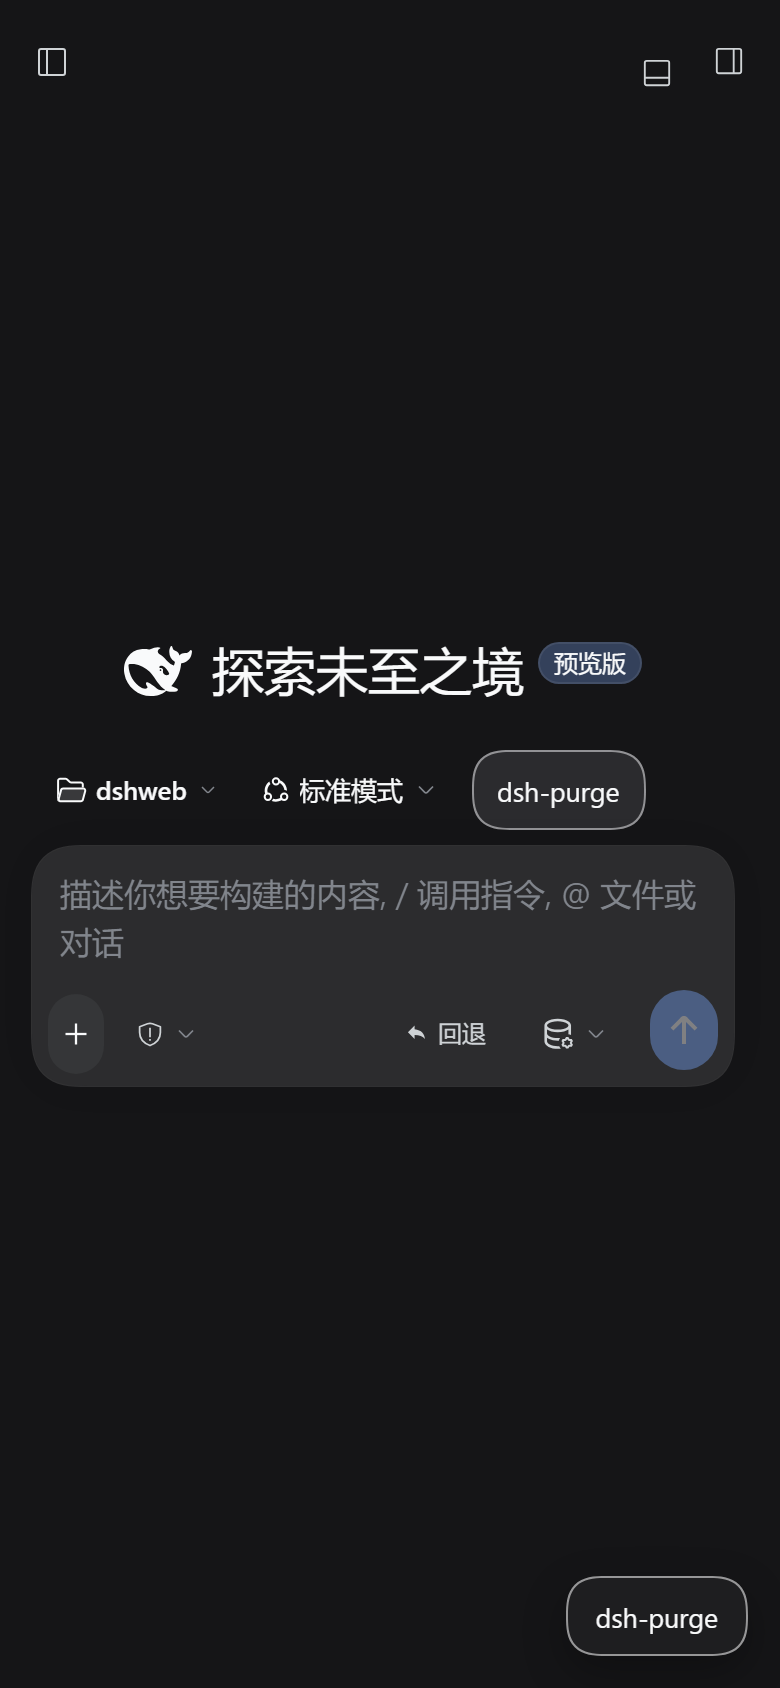 探索未至之境 预览版
dshweb 标准模式 dsh-purge
描述你想要构建的内容, / 调用指令, @ 文件或
对话
回退
dsh-purge